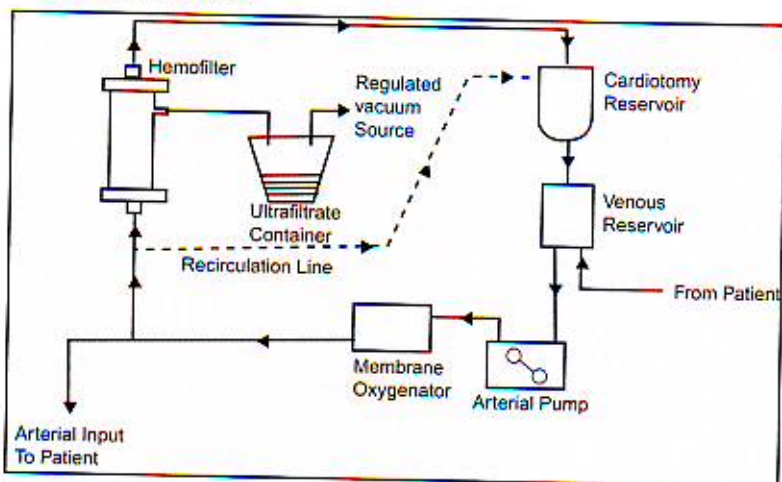 Hemofilter
Regulated
vacuum
Source
Cardiotomy
Reservoir
Ultrafiltrate
Container
Recirculation Line
Venous
Reservoir
From Patient
Membrane
Oxygenator
Arterial Pump
Arterial Input
To Patient